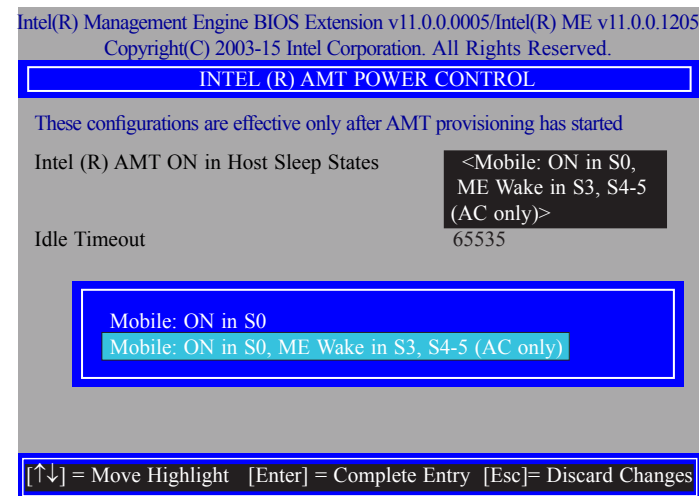 Intel(R) Management Engine BIOS Extension v11.0.0.0005/Intel(R) ME v11.0.0.1205
Copyright(C) 2003-15 Intel Corporation. All Rights Reserved.
INTEL (R) AMT POWER CONTROL
These configurations are effective only after AMT provisioning has started
Intel (R) AMT ON in Host Sleep States
<Mobile: ON in S0,
ME Wake in S3, S4-5
(AC only)>
Idle Timeout
65535
Mobile: ON in S0
Mobile: ON in S0, ME Wake in S3, S4-5 (AC only)
[↑↓] = Move Highlight [Enter] = Complete Entry [Esc]= Discard Changes